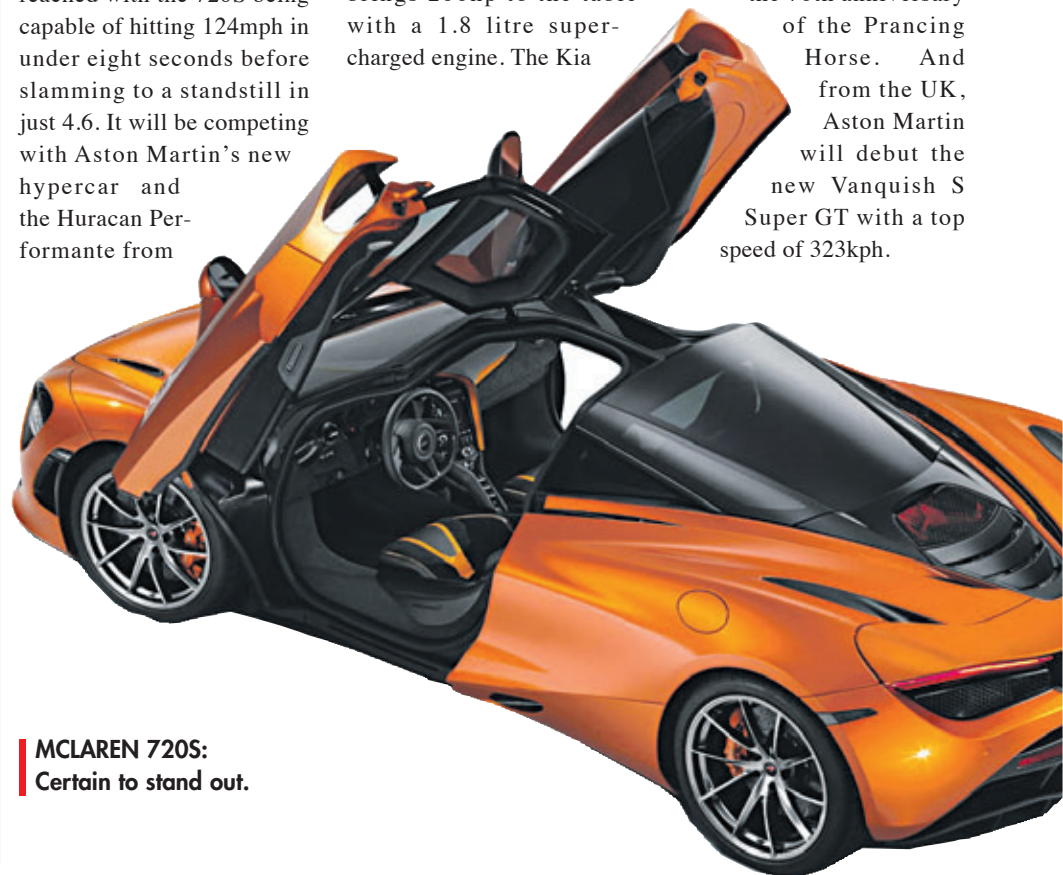 capable of hitting 124mph in
under eight seconds before
slamming to a standstill in
just 4.6. It will be competing
with Aston Martin's new
hypercar and
the Huracan Per-
formante from
with a 1.8 litre super-
charged engine. The Kia
of the Prancing
Horse. And
from the UK,
Aston Martin
will debut the
new Vanquish S
Super GT with a top
speed of 323kph.
MCLAREN 720S:
Certain to stand out.